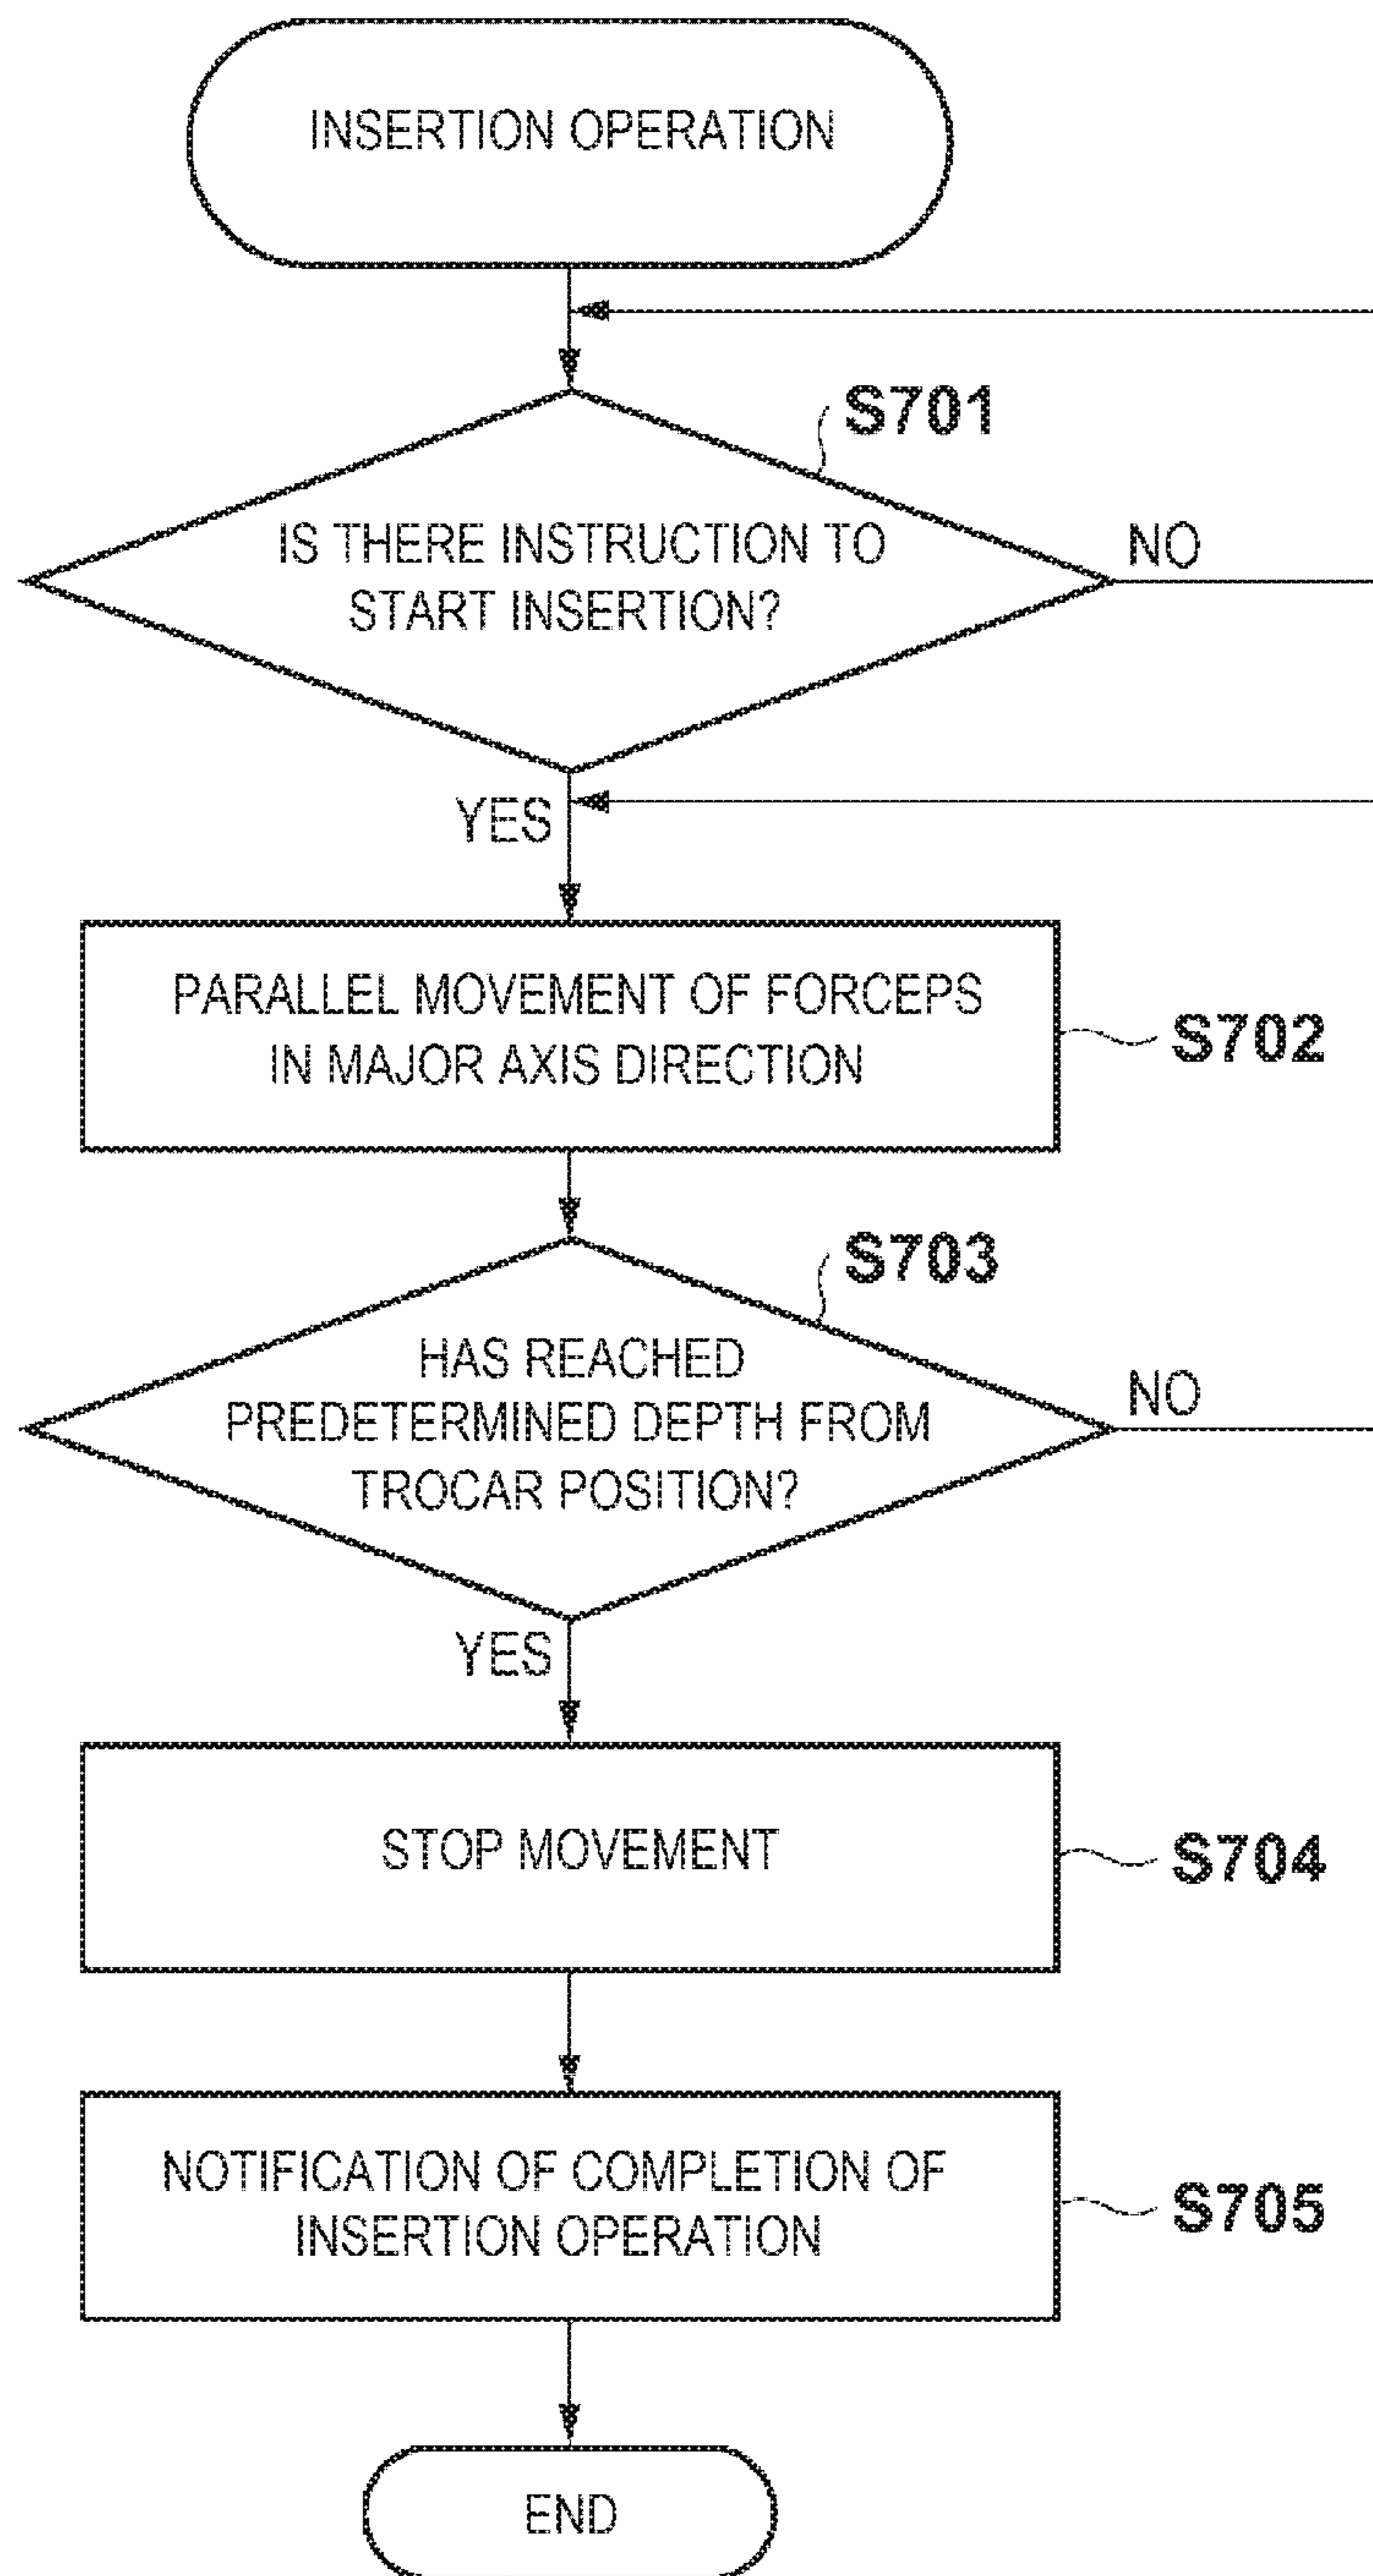 INSERTION OPERATION
S701
IS THERE INSTRUCTION TO
START INSERTION?
NO
YES
PARALLEL MOVEMENT OF FORCEPS
IN MAJOR AXIS DIRECTION
S702
S703
HAS REACHED
PREDETERMINED DEPTH FROM
TROCAR POSITION?
NO
YES
STOP MOVEMENT
S704
NOTIFICATION OF COMPLETION OF
INSERTION OPERATION
S705
END